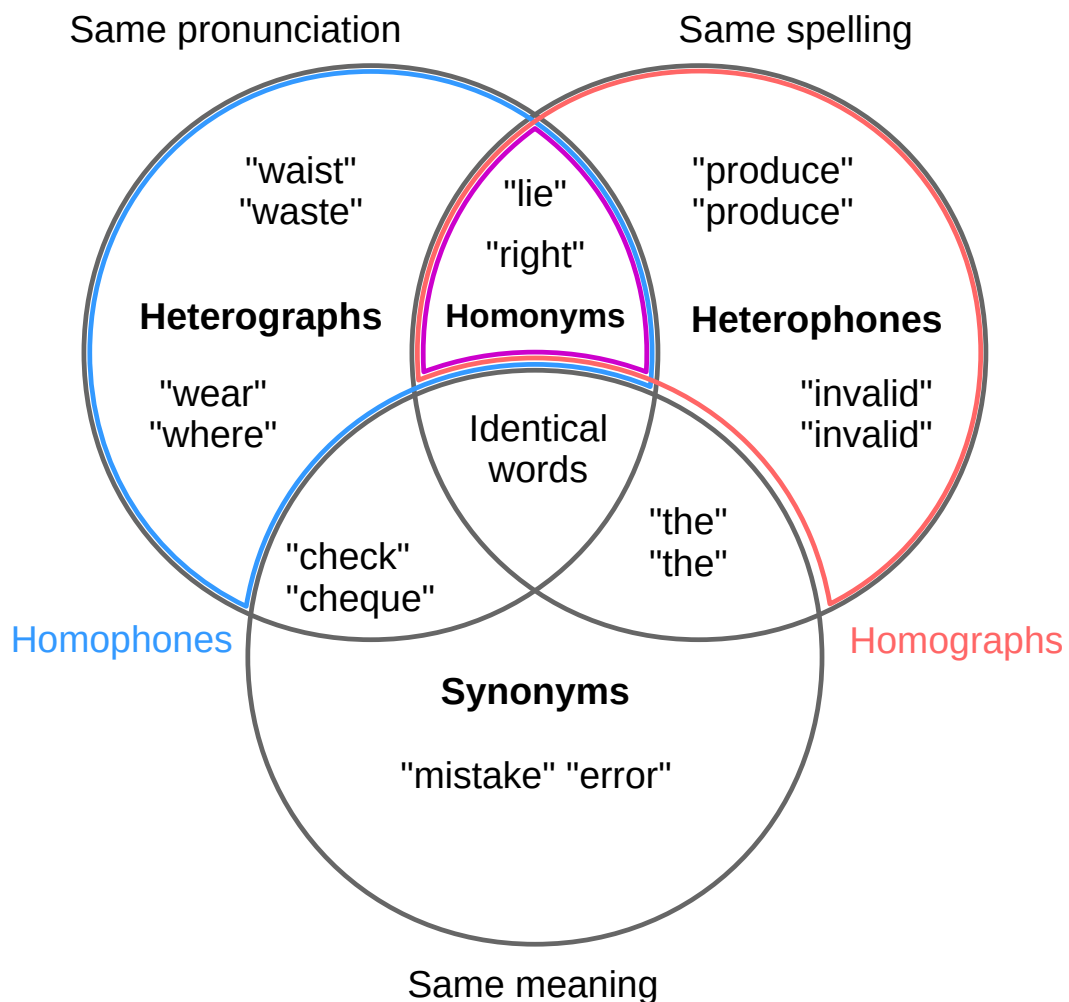 Same pronunciation
Same spelling
"waist"
"waste"
"lie"
"right"
"produce"
"produce"
Heterographs
Homonyms
Heterophones
"wear"
"where"
Identical
words
"invalid"
"invalid"
"check"
"cheque"
"the"
"the"
Homophones
Homographs
Synonyms
"mistake" "error"
Same meaning